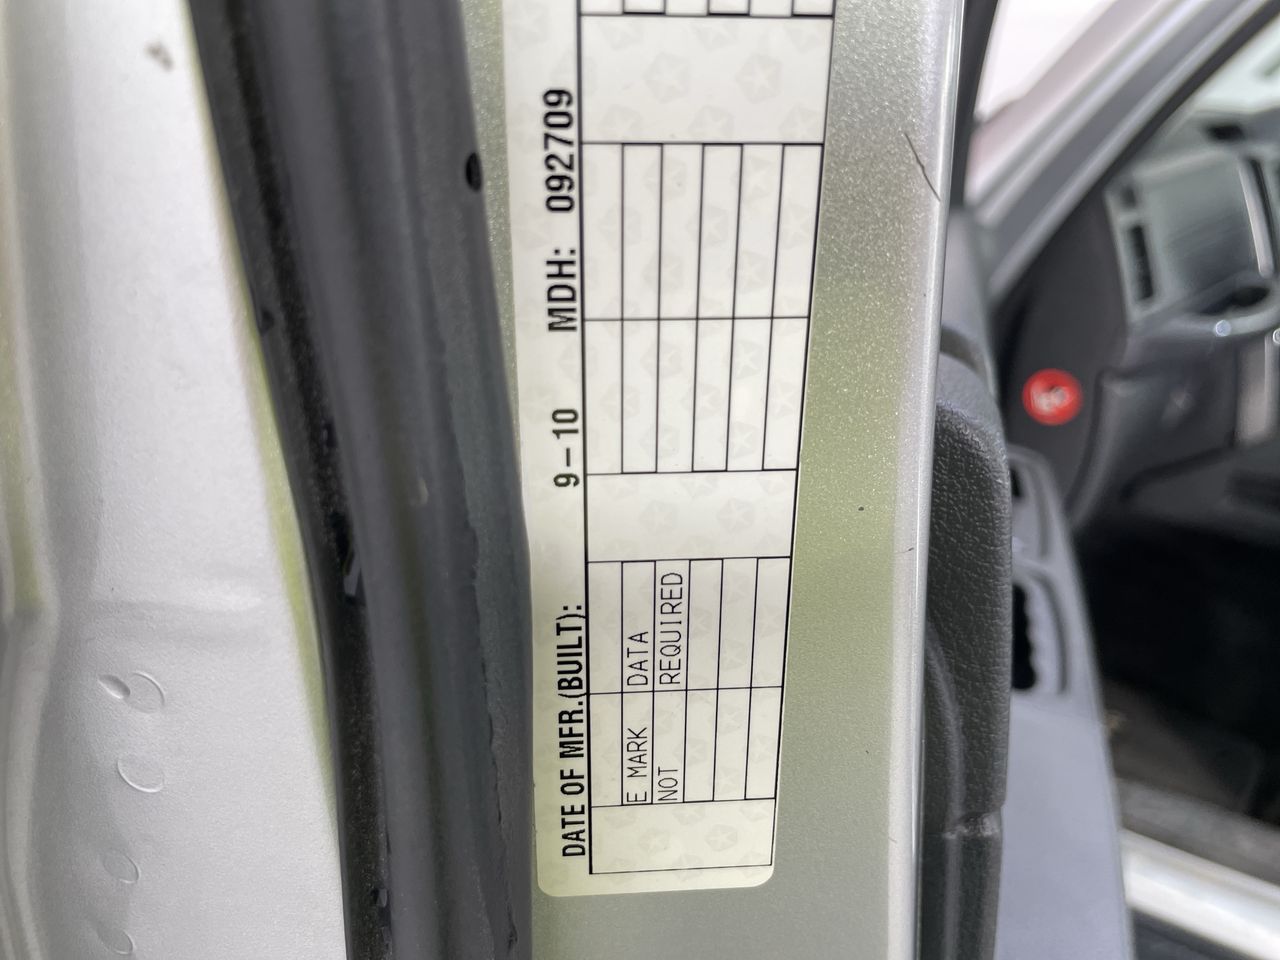 DATE OF MFR.(BUILT): 9-10 MDH: 092709
E MARK DATA
NOT REQUIRED